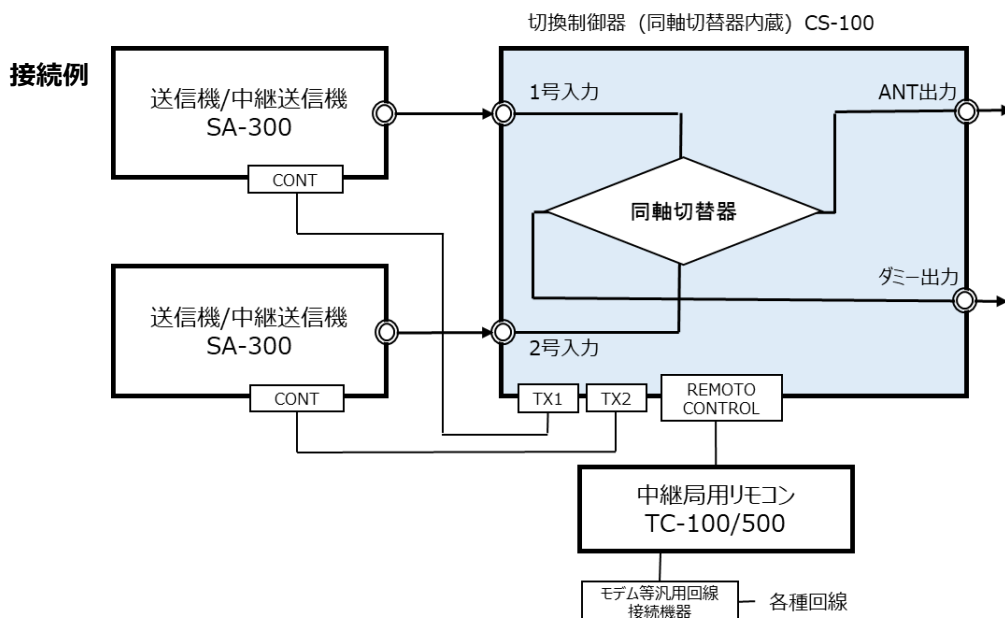 切換制御器 (同軸切替器内蔵) CS-100
接続例
送信機/中継送信機
SA-300
CONT
1号入力
ANT出力
同軸切替器
ダミー出力
送信機/中継送信機
SA-300
CONT
2号入力
TX1
TX2
REMOTO
CONTROL
中継局用リモコン
TC-100/500
モデム等汎用回線
接続機器
各種回線